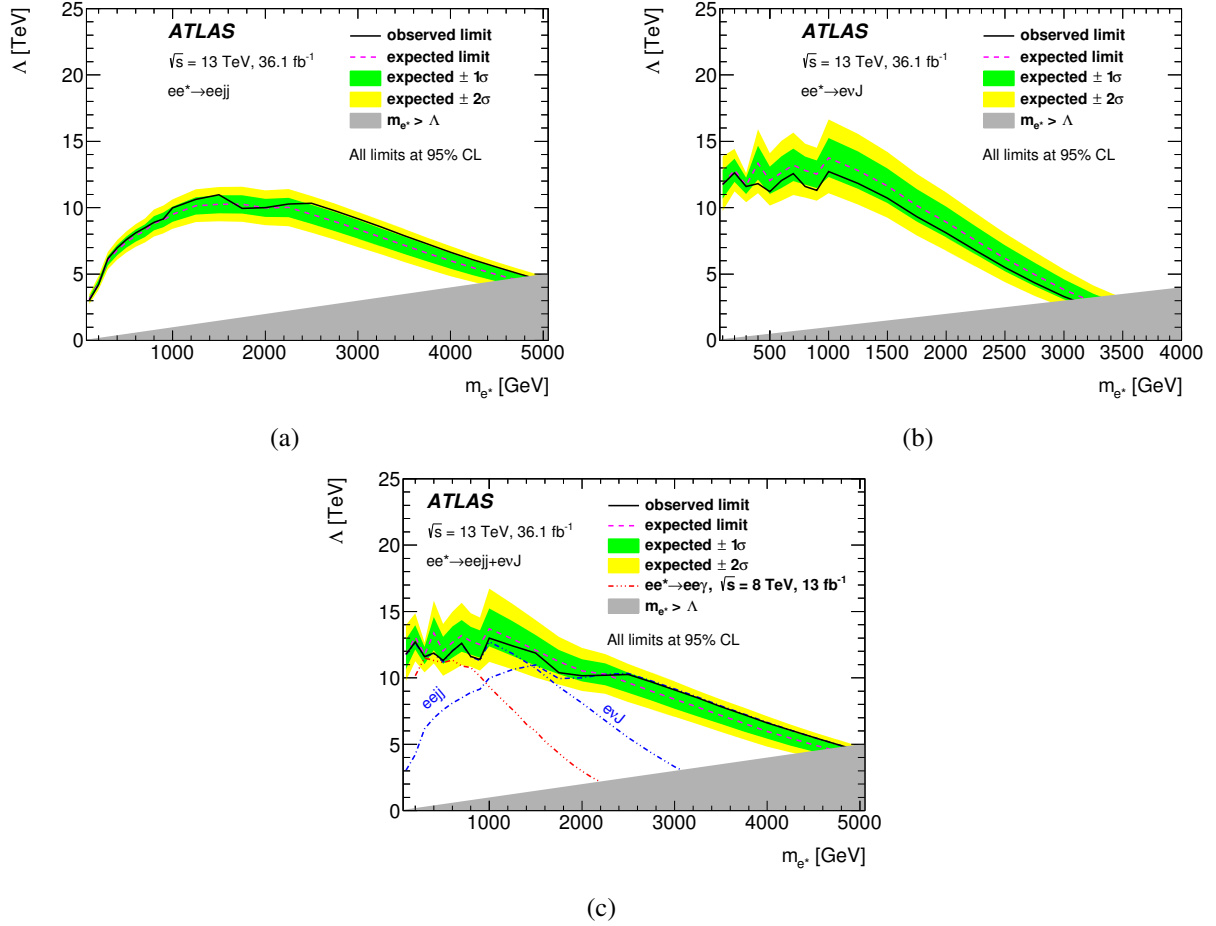 Λ [TeV]
25
20
15
10
5
0
ATLAS
√s = 13 TeV, 36.1 fb⁻¹
ee*→eejj
observed limit
expected limit
expected ± 1σ
expected ± 2σ
m_e* > Λ
All limits at 95% CL
1000 2000 3000 4000 5000
m_e* [GeV]
(a)
Λ [TeV]
25
20
15
10
5
0
ATLAS
√s = 13 TeV, 36.1 fb⁻¹
ee*→eνJ
observed limit
expected limit
expected ± 1σ
expected ± 2σ
m_e* > Λ
All limits at 95% CL
500 1000 1500 2000 2500 3000 3500 4000
m_e* [GeV]
(b)
Λ [TeV]
25
20
15
10
5
0
ATLAS
√s = 13 TeV, 36.1 fb⁻¹
ee*→eejj+eνJ
observed limit
expected limit
expected ± 1σ
expected ± 2σ
ee*→eeγ, √s = 8 TeV, 13 fb⁻¹
m_e* > Λ
All limits at 95% CL
eejj
eνJ
1000 2000 3000 4000 5000
m_e* [GeV]
(c)